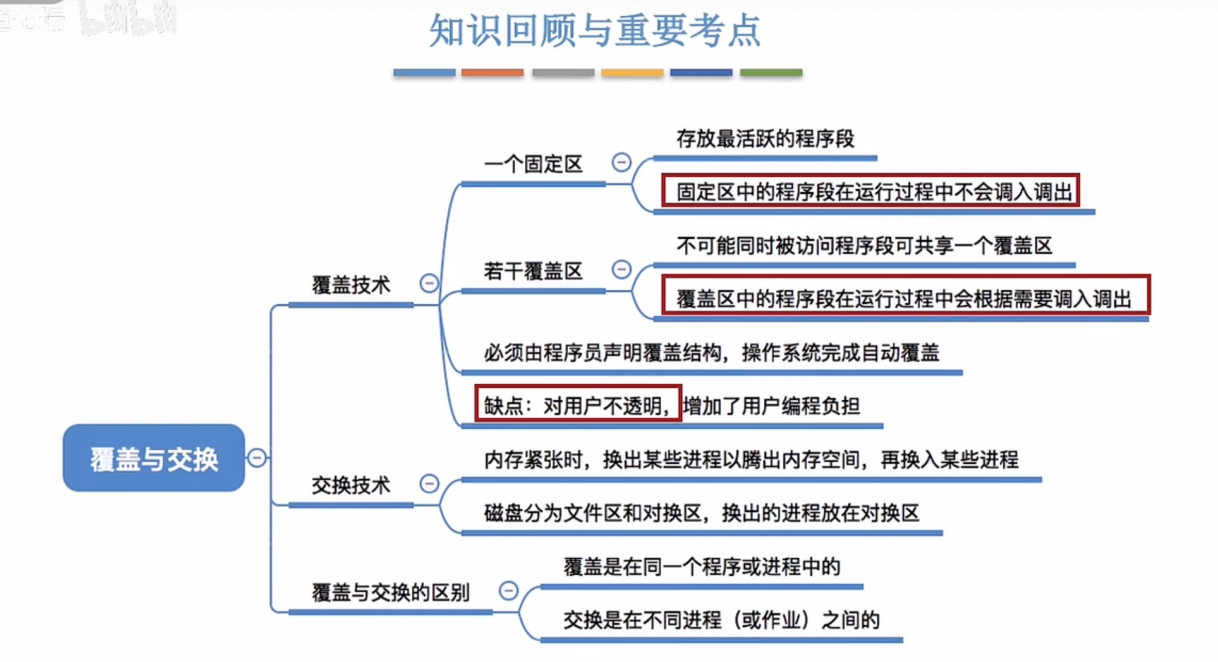 知识回顾与重要考点
存放最活跃的程序段
一个固定区
固定区中的程序段在运行过程中不会调入调出
不可能同时被访问程序段可共享一个覆盖区
若干覆盖区
覆盖技术
覆盖区中的程序段在运行过程中会根据需要调入调出
必须由程序员声明覆盖结构，操作系统完成自动覆盖
缺点：对用户不透明，增加了用户编程负担
覆盖与交换
内存紧张时，换出某些进程以腾出内存空间，再换入某些进程
交换技术
磁盘分为文件区和对换区，换出的进程放在对换区
覆盖是在同一个程序或进程中的
覆盖与交换的区别
交换是在不同进程（或作业）之间的